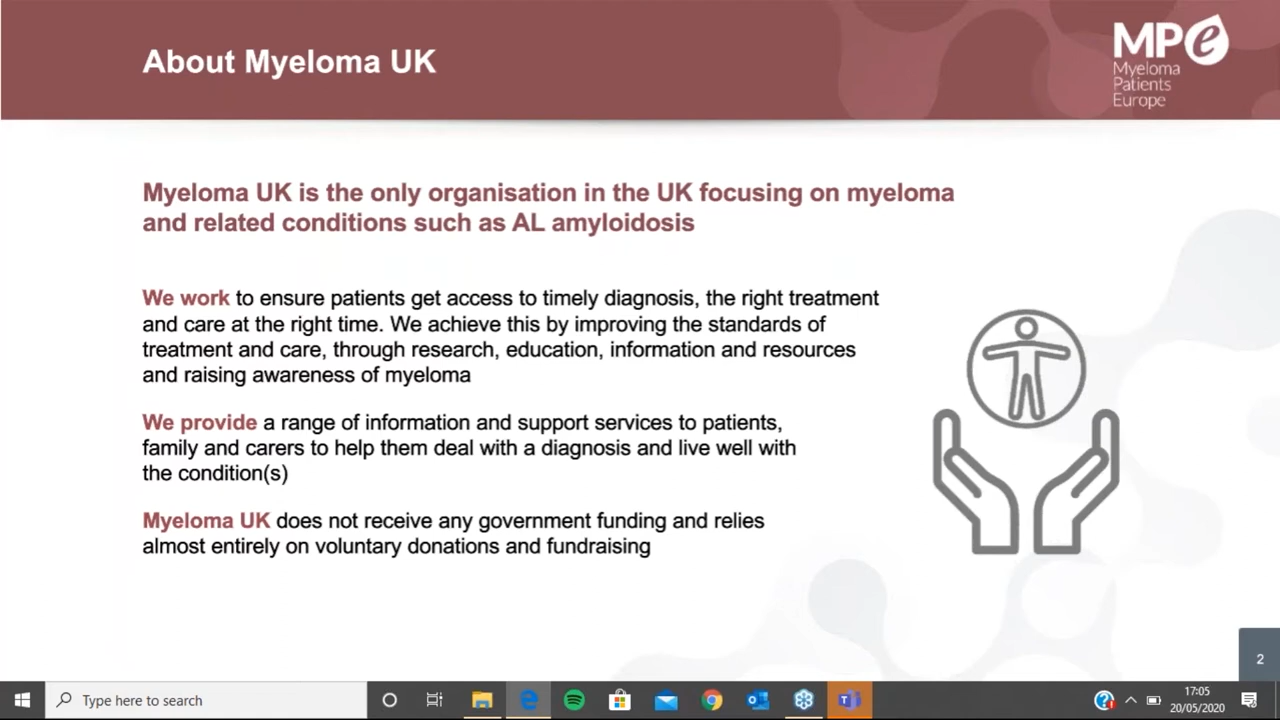 About Myeloma UK
MPe
Myeloma
Patients
Europe
Myeloma UK is the only organisation in the UK focusing on myeloma
and related conditions such as AL amyloidosis
We work to ensure patients get access to timely diagnosis, the right treatment
and care at the right time. We achieve this by improving the standards of
treatment and care, through research, education, information and resources
and raising awareness of myeloma
We provide a range of information and support services to patients,
family and carers to help them deal with a diagnosis and live well with
the condition(s)
Myeloma UK does not receive any government funding and relies
almost entirely on voluntary donations and fundraising
2
Type here to search
17:05
20/05/2020